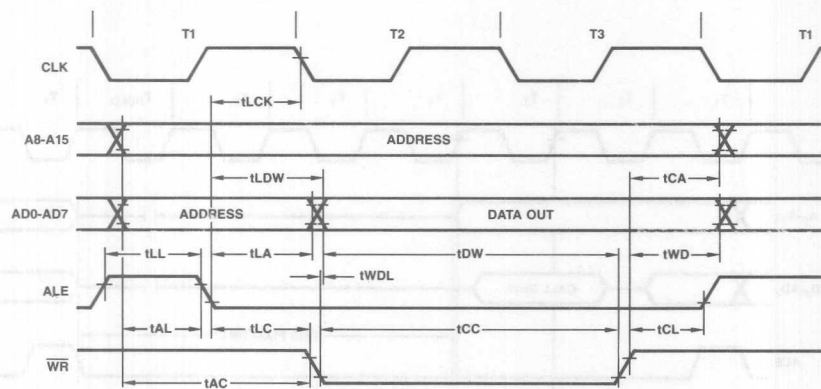 T1 T2 T3 T1
CLK
tLCK
A8-A15 ADDRESS
tLDW tCA
AD0-AD7 ADDRESS DATA OUT
tLL tLA tDW tWD
tWDL
ALE
tAL tLC tCC tCL
WR
tAC